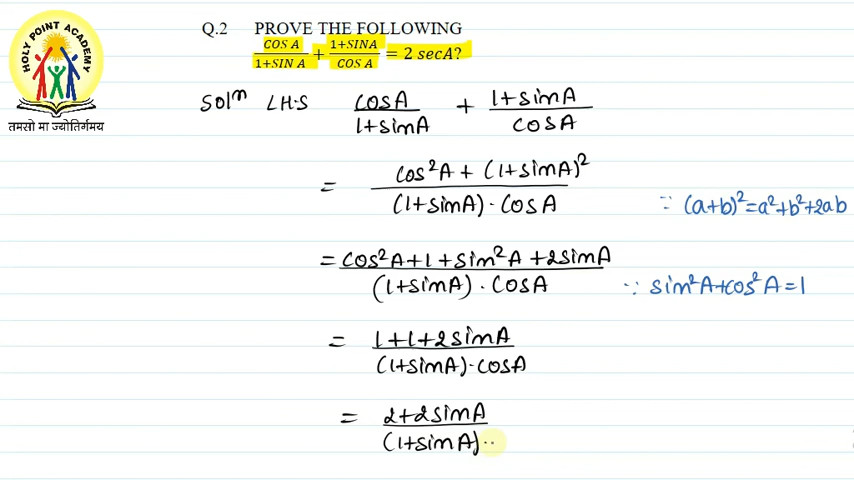 HOLY POINT ACADEMY
तमसो मा ज्योतिर्गमय
Q.2 PROVE THE FOLLOWING
COS A/1+SIN A + 1+SINA/COS A = 2 secA?
Solⁿ LH.S cosA/1+sinA + 1+sinA/cosA
= cos²A + (1+sinA)²/(1+sinA)·cosA
∵ (a+b)²=a²+b²+2ab
= cos²A+1+sin²A+2sinA/(1+sinA)·cosA
∵ sin²A+cos²A=1
= 1+1+2sinA/(1+sinA)·cosA
= 2+2sinA/(1+sinA)·